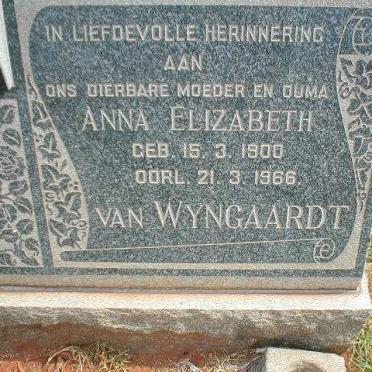 IN LIEFDEVOLLE HERINNERING
AAN
ONS DIERBARE MOEDER EN OUMA
ANNA ELIZABETH
GEB. 15. 3. 1900
OORL. 21. 3. 1966
VAN WYNGAARDT